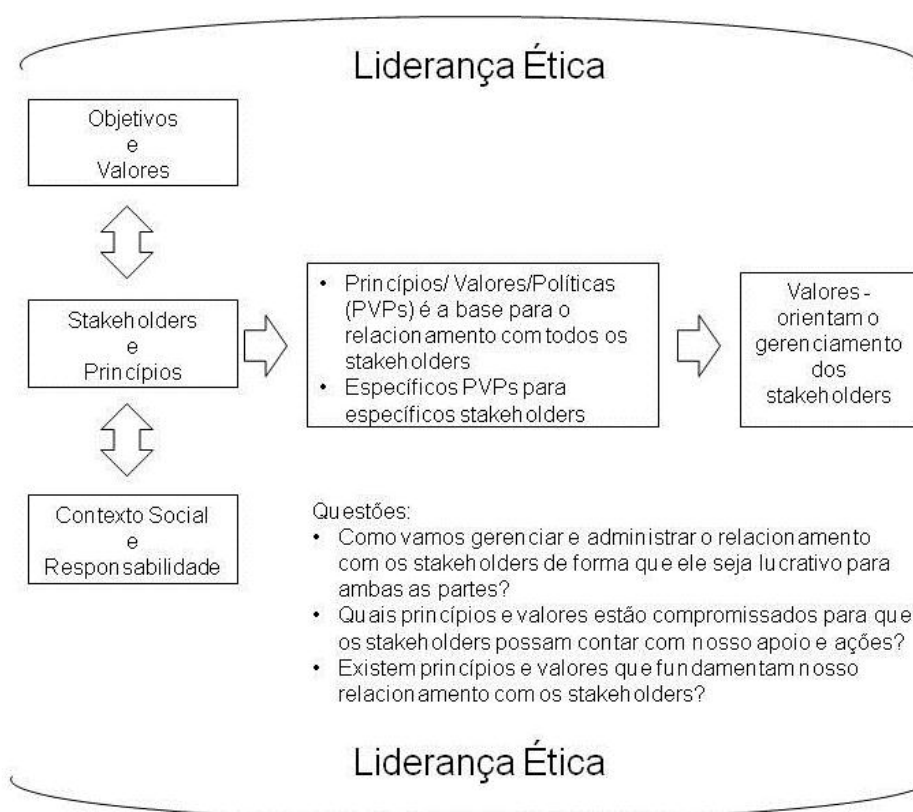 Liderança Ética
Objetivos
e
Valores
Stakeholders
e
Princípios
• Princípios/ Valores/Políticas
(PVPs) é a base para o
relacionamento com todos os
stakeholders
• Específicos PVPs para
específicos stakeholders
Valores -
orientam o
gerenciamento
dos
stakeholders
Contexto Social
e
Responsabilidade
Questões:
• Como vamos gerenciar e administrar o relacionamento
com os stakeholders de forma que ele seja lucrativo para
ambas as partes?
• Quais princípios e valores estão compromissados para que
os stakeholders possam contar com nosso apoio e ações?
• Existem princípios e valores que fundamentam nosso
relacionamento com os stakeholders?
Liderança Ética